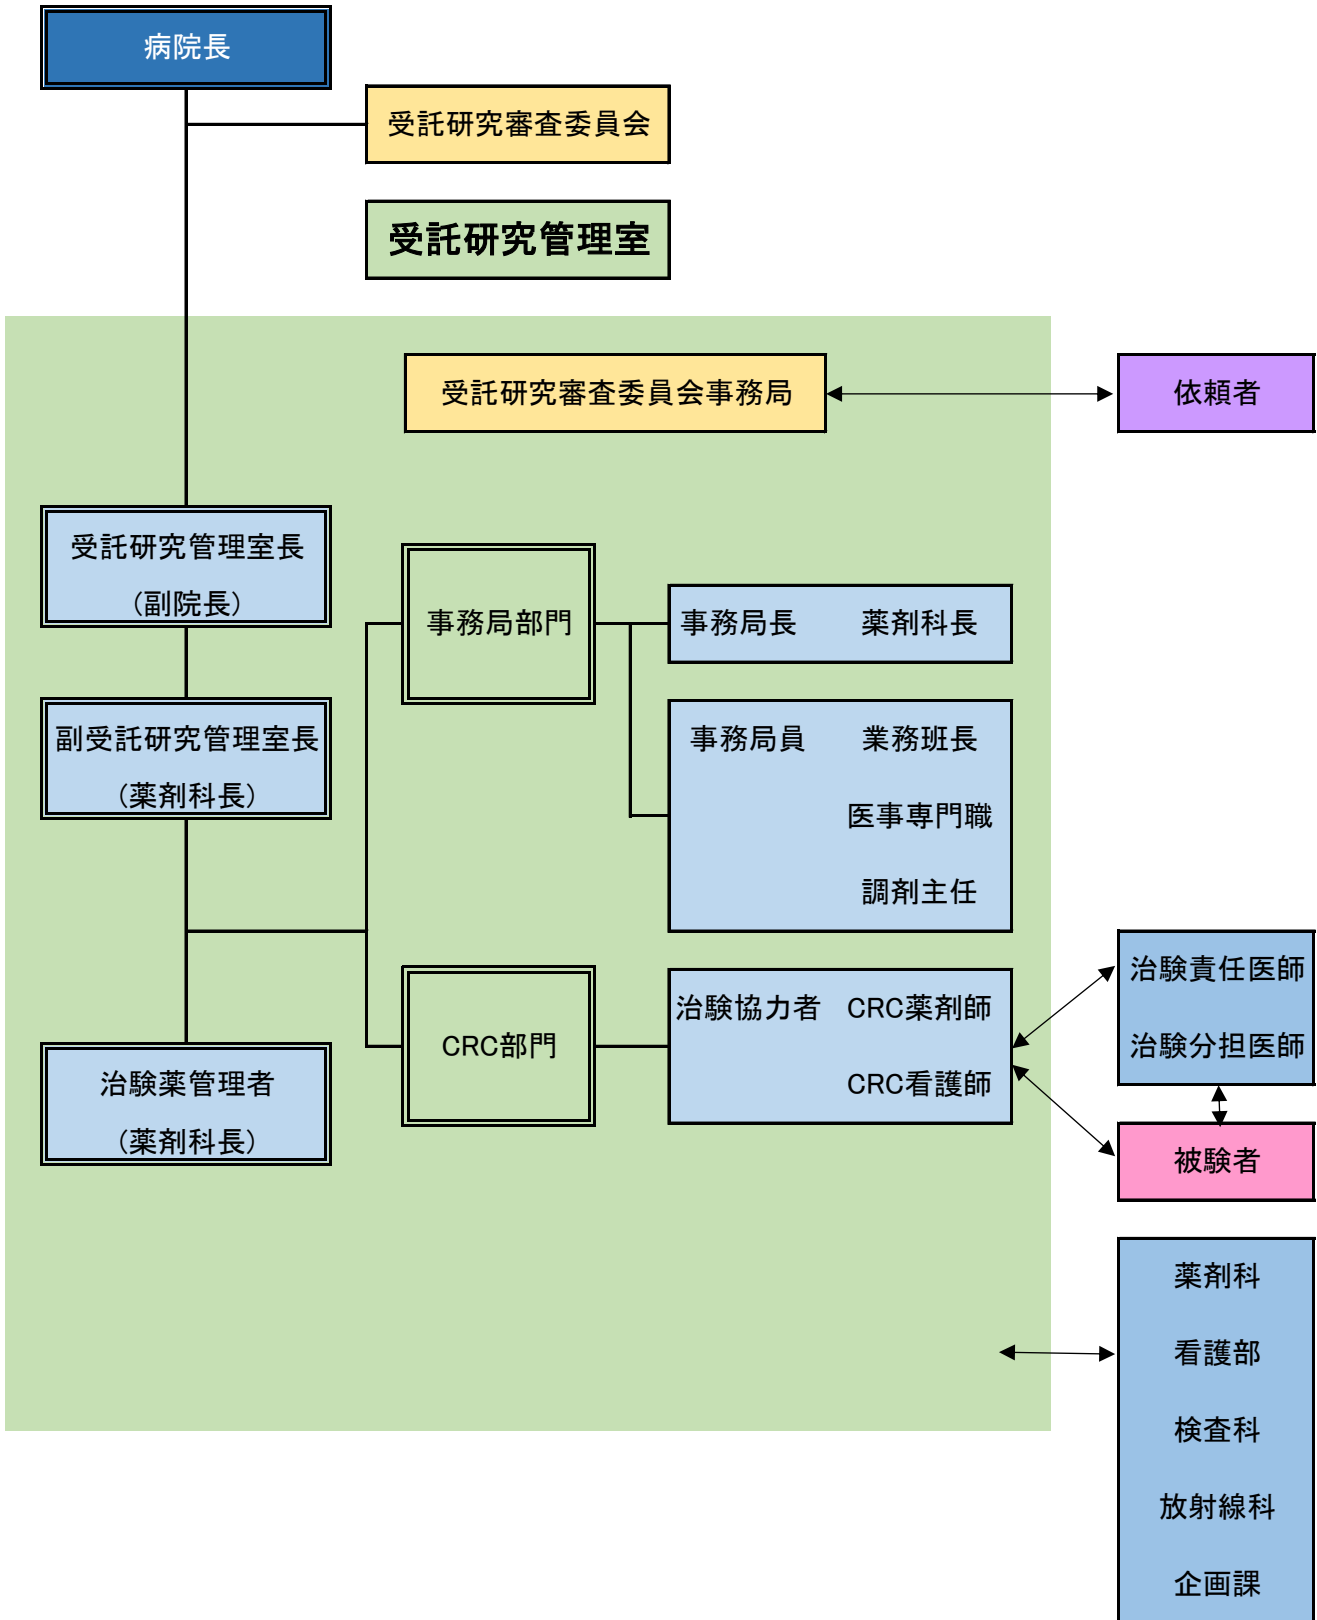 病院長
受託研究審査委員会
受託研究管理室
受託研究審査委員会事務局
依頼者
受託研究管理室長
（副院長）
事務局部門
事務局長 薬剤科長
副受託研究管理室長
（薬剤科長）
事務局員 業務班長
医事専門職
調剤主任
治験責任医師
治験分担医師
治験協力者 CRC薬剤師
CRC看護師
CRC部門
治験薬管理者
（薬剤科長）
被験者
薬剤科
看護部
検査科
放射線科
企画課